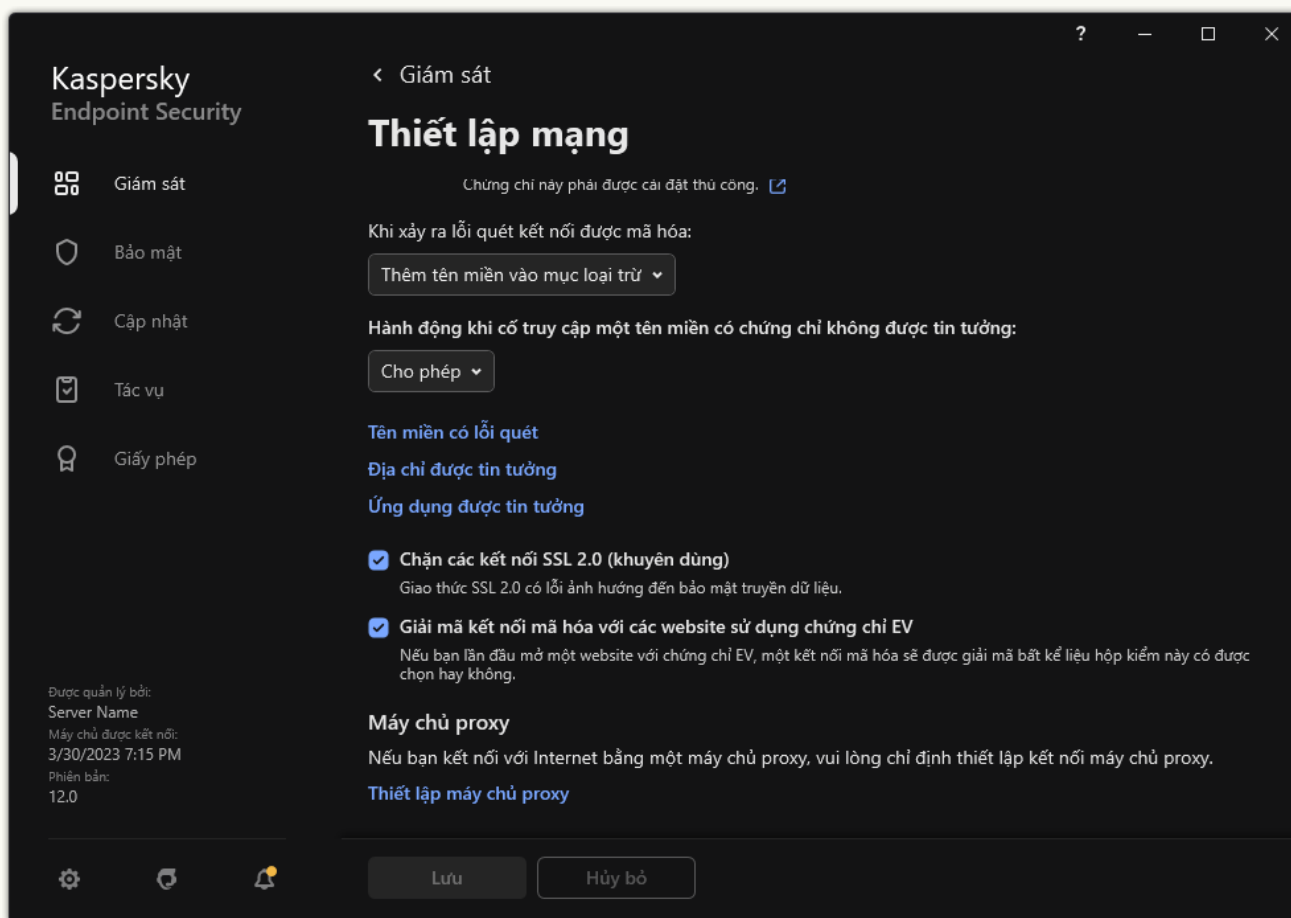 ?
Kaspersky
Endpoint Security
Giám sát
Bảo mật
Cập nhật
Tác vụ
Giấy phép
Được quản lý bởi:
Server Name
Máy chủ được kết nối:
3/30/2023 7:15 PM
Phiên bản:
12.0
Giám sát
Thiết lập mạng
Chứng chỉ này phải được cài đặt thủ công.
Khi xảy ra lỗi quét kết nối được mã hóa:
Thêm tên miền vào mục loại trừ
Hành động khi cố truy cập một tên miền có chứng chỉ không được tin tưởng:
Cho phép
Tên miền có lỗi quét
Địa chỉ được tin tưởng
Ứng dụng được tin tưởng
Chặn các kết nối SSL 2.0 (khuyên dùng)
Giao thức SSL 2.0 có lỗi ảnh hướng đến bảo mật truyền dữ liệu.
Giải mã kết nối mã hóa với các website sử dụng chứng chỉ EV
Nếu bạn lần đầu mở một website với chứng chỉ EV, một kết nối mã hóa sẽ được giải mã bất kể liệu hộp kiểm này có được
chọn hay không.
Máy chủ proxy
Nếu bạn kết nối với Internet bằng một máy chủ proxy, vui lòng chỉ định thiết lập kết nối máy chủ proxy.
Thiết lập máy chủ proxy
Lưu
Hủy bỏ